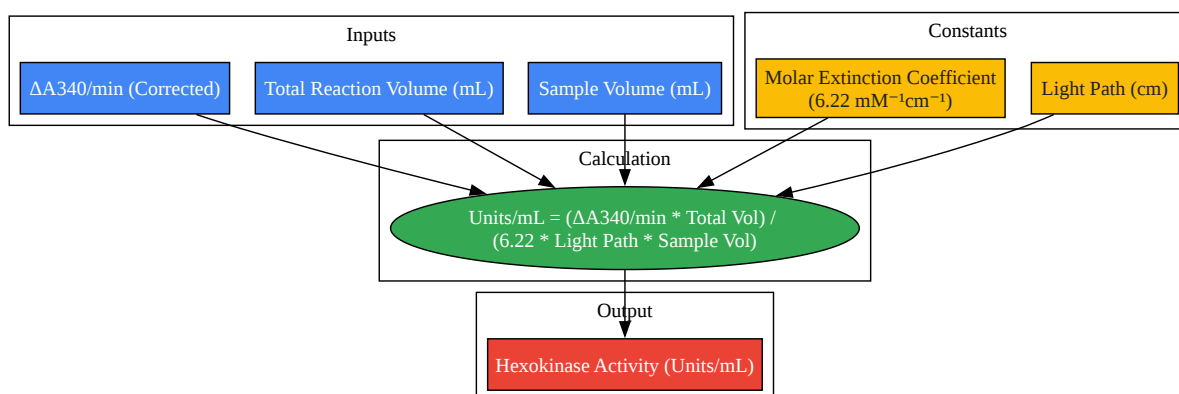 Inputs
Constants
ΔA340/min (Corrected)
Total Reaction Volume (mL)
Sample Volume (mL)
Molar Extinction Coefficient
(6.22 mM⁻¹cm⁻¹)
Light Path (cm)
Calculation
Units/mL = (ΔA340/min * Total Vol) /
(6.22 * Light Path * Sample Vol)
Output
Hexokinase Activity (Units/mL)